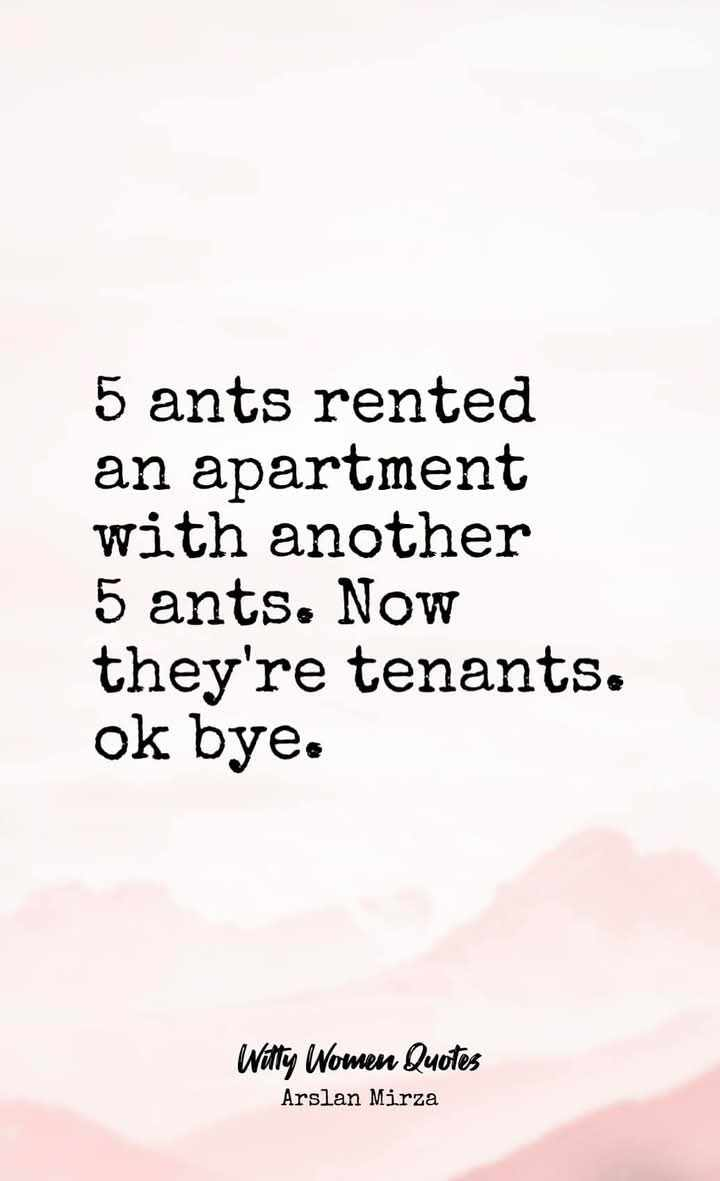 5 ants rented
an apartment
with another
5 ants. Now
they're tenants.
ok bye.
Witty Women Quotes
Arslan Mirza